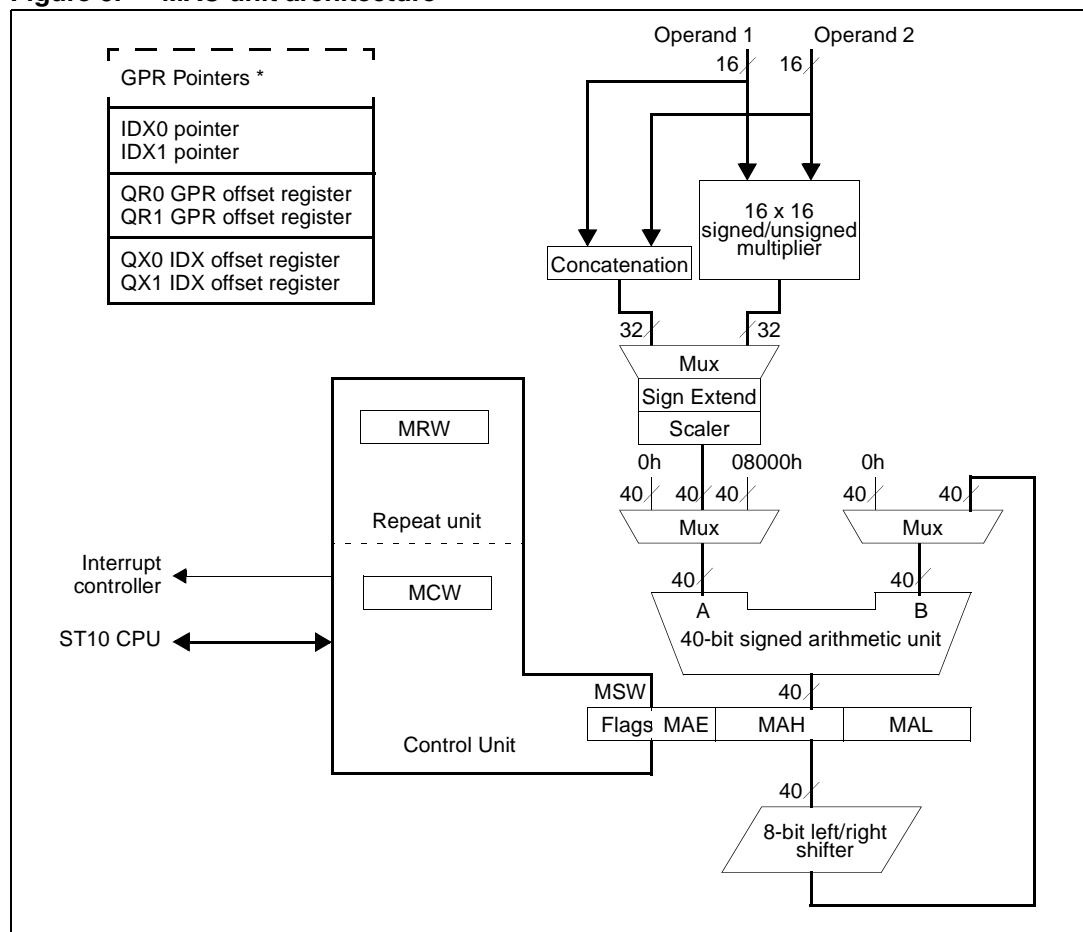 GPR Pointers *
IDX0 pointer
IDX1 pointer
QR0 GPR offset register
QR1 GPR offset register
QX0 IDX offset register
QX1 IDX offset register
Operand 1
Operand 2
16
16
16 x 16
signed/unsigned
multiplier
Concatenation
32
32
Mux
Sign Extend
Scaler
0h
08000h
0h
40
40
40
40
40
Mux
Mux
40
40
A
B
40-bit signed arithmetic unit
MRW
Repeat unit
Interrupt
controller
MCW
ST10 CPU
MSW
40
Flags
MAE
MAH
MAL
Control Unit
40
8-bit left/right
shifter